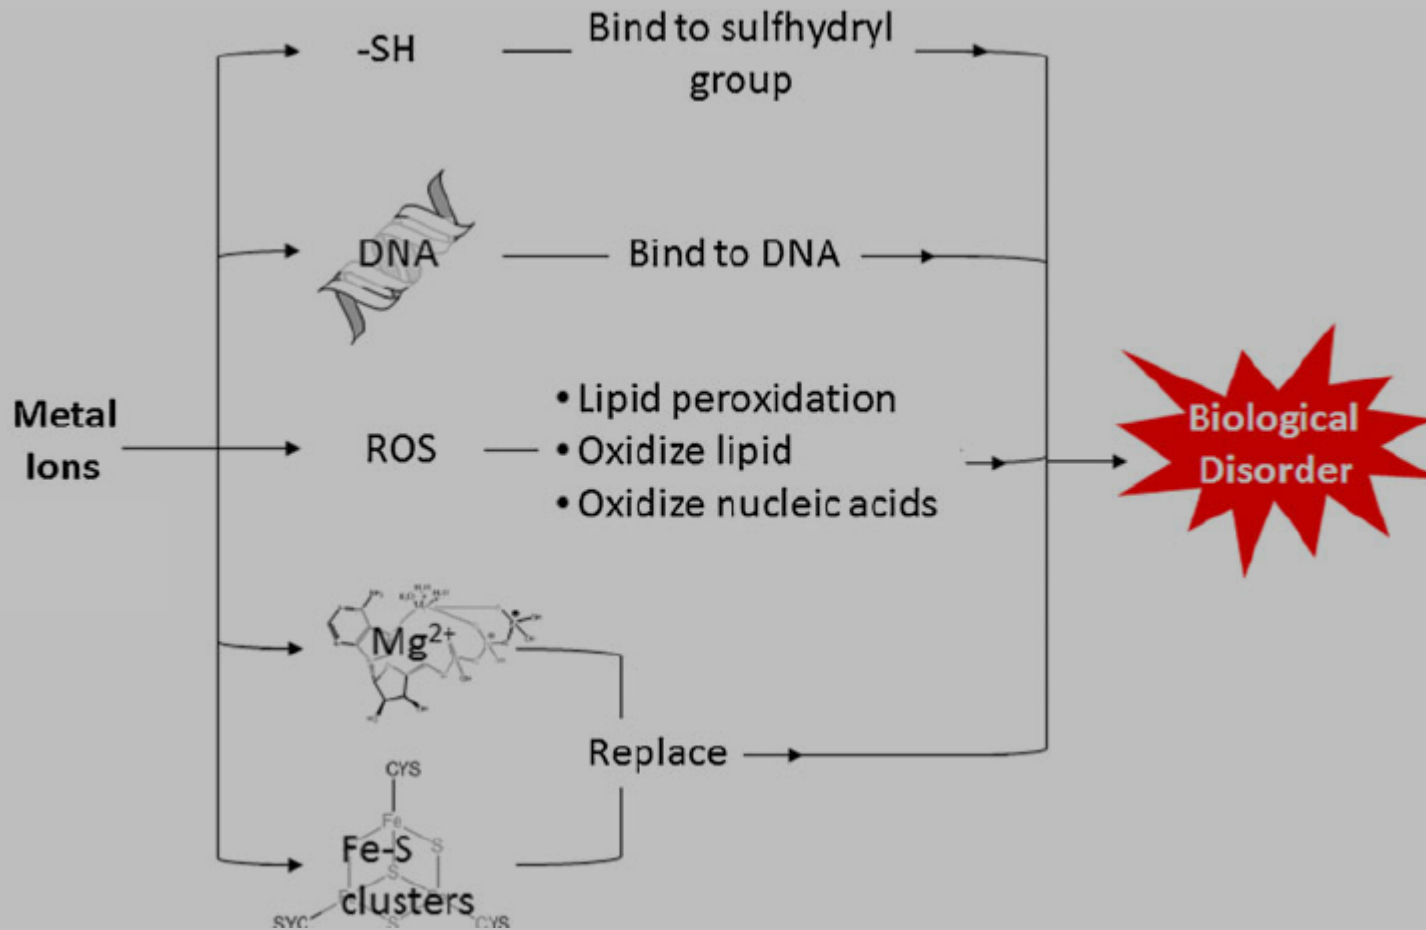 -SH
Bind to sulfhydryl
group
DNA
Bind to DNA
Metal
Ions
ROS
• Lipid peroxidation
• Oxidize lipid
• Oxidize nucleic acids
Biological
Disorder
Mg²⁺
Replace
CYS
Fe
Fe-S
S
S
clusters
SYC
S
CYS